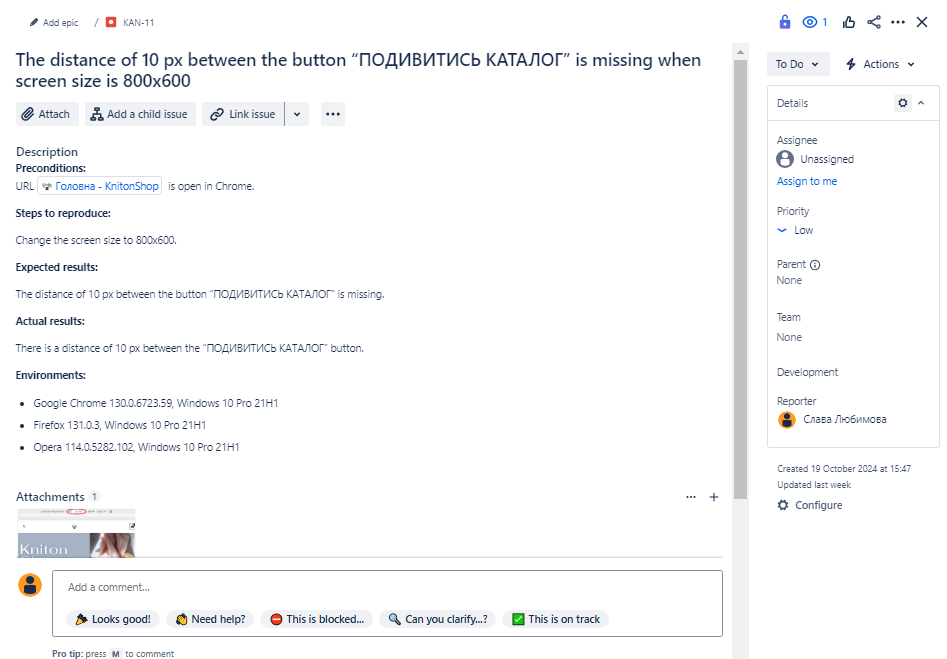 Add epic / KAN-11
1
The distance of 10 px between the button “ПОДИВИТИСЬ КАТАЛОГ” is missing when
screen size is 800x600
Attach
Add a child issue
Link issue
Description
Preconditions:
URL Головна - KnitonShop is open in Chrome.
Steps to reproduce:
Change the screen size to 800x600.
Expected results:
The distance of 10 px between the button “ПОДИВИТИСЬ КАТАЛОГ” is missing.
Actual results:
There is a distance of 10 px between the “ПОДИВИТИСЬ КАТАЛОГ” button.
Environments:
• Google Chrome 130.0.6723.59, Windows 10 Pro 21H1
• Firefox 131.0.3, Windows 10 Pro 21H1
• Opera 114.0.5282.102, Windows 10 Pro 21H1
Attachments 1
Kniton
Add a comment...
Looks good!
Need help?
This is blocked...
Can you clarify...?
This is on track
Pro tip: press M to comment
To Do
Actions
Details
Assignee
Unassigned
Assign to me
Priority
Low
Parent
None
Team
None
Development
Reporter
Слава Любимова
Created 19 October 2024 at 15:47
Updated last week
Configure